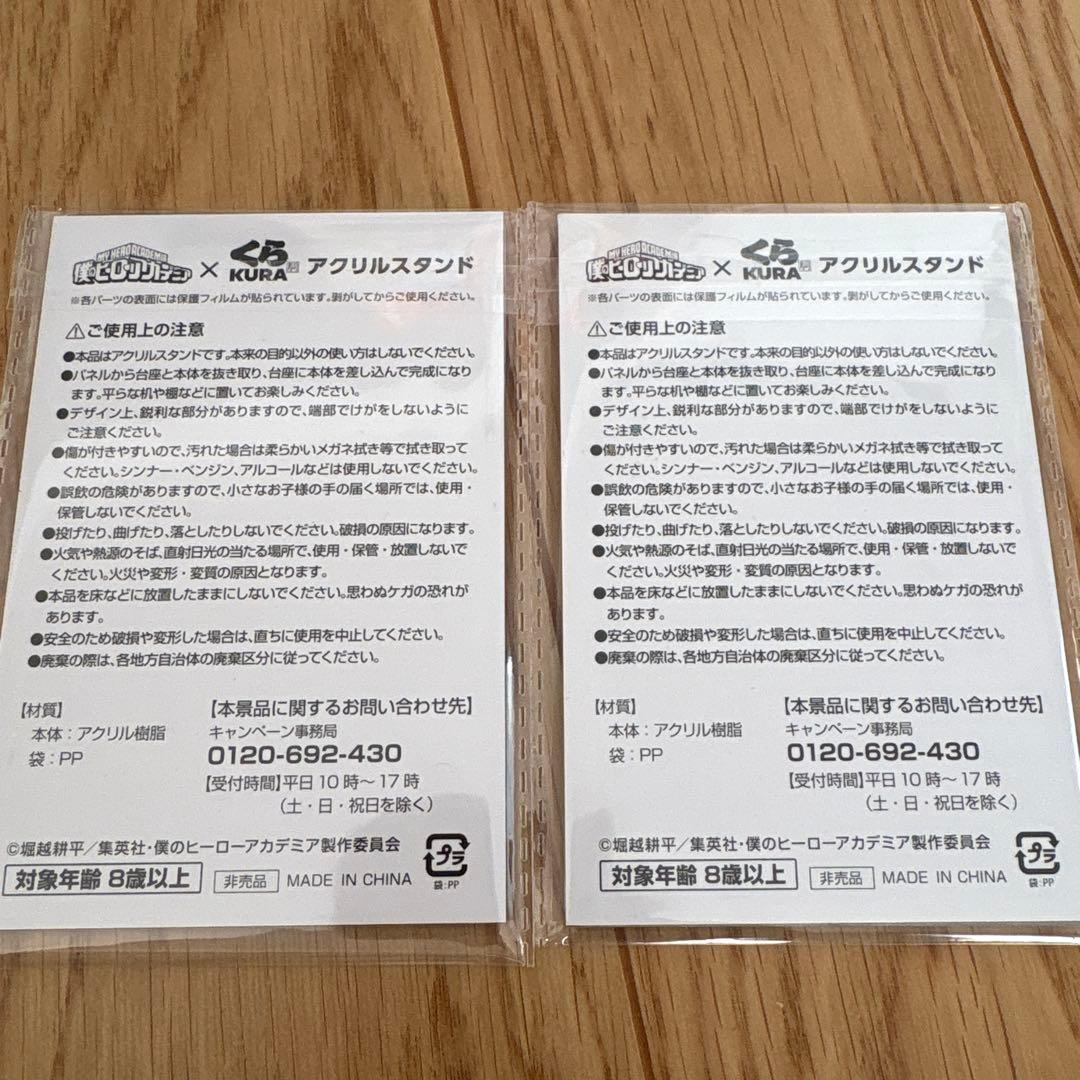 MY HERO ACADEMIA
僕のヒーローアカデミア × くら KURA アクリルスタンド
※各パーツの表面には保護フィルムが貼られています。剥がしてからご使用ください。
⚠ご使用上の注意
●本品はアクリルスタンドです。本来の目的以外の使い方はしないでください。
●パネルから台座と本体を抜き取り、台座に本体を差し込んで完成になり
ます。平らな机や棚などに置いてお楽しみください。
●デザイン上、鋭利な部分がありますので、端部でけがをしないように
ご注意ください。
●傷が付きやすいので、汚れた場合は柔らかいメガネ拭き等で拭き取って
ください。シンナー・ベンジン、アルコールなどは使用しないでください。
●誤飲の危険がありますので、小さなお子様の手の届く場所では、使用・
保管しないでください。
●投げたり、曲げたり、落としたりしないでください。破損の原因になります。
●火気や熱源のそば、直射日光の当たる場所で、使用・保管・放置しないで
ください。火災や変形・変質の原因となります。
●本品を床などに放置したままにしないでください。思わぬケガの恐れが
あります。
●安全のため破損や変形した場合は、直ちに使用を中止してください。
●廃棄の際は、各地方自治体の廃棄区分に従ってください。
【材質】
本体：アクリル樹脂
袋：PP
【本景品に関するお問い合わせ先】
キャンペーン事務局
0120-692-430
【受付時間】平日10時～17時
（土・日・祝日を除く）
©堀越耕平／集英社・僕のヒーローアカデミア製作委員会
対象年齢 8歳以上 非売品 MADE IN CHINA
プラ
袋:PP
MY HERO ACADEMIA
僕のヒーローアカデミア × くら KURA アクリルスタンド
※各パーツの表面には保護フィルムが貼られています。剥がしてからご使用ください。
⚠ご使用上の注意
●本品はアクリルスタンドです。本来の目的以外の使い方はしないでください。
●パネルから台座と本体を抜き取り、台座に本体を差し込んで完成になり
ます。平らな机や棚などに置いてお楽しみください。
●デザイン上、鋭利な部分がありますので、端部でけがをしないように
ご注意ください。
●傷が付きやすいので、汚れた場合は柔らかいメガネ拭き等で拭き取って
ください。シンナー・ベンジン、アルコールなどは使用しないでください。
●誤飲の危険がありますので、小さなお子様の手の届く場所では、使用・
保管しないでください。
●投げたり、曲げたり、落としたりしないでください。破損の原因になります。
●火気や熱源のそば、直射日光の当たる場所で、使用・保管・放置しないで
ください。火災や変形・変質の原因となります。
●本品を床などに放置したままにしないでください。思わぬケガの恐れが
あります。
●安全のため破損や変形した場合は、直ちに使用を中止してください。
●廃棄の際は、各地方自治体の廃棄区分に従ってください。
【材質】
本体：アクリル樹脂
袋：PP
【本景品に関するお問い合わせ先】
キャンペーン事務局
0120-692-430
【受付時間】平日10時～17時
（土・日・祝日を除く）
©堀越耕平／集英社・僕のヒーローアカデミア製作委員会
対象年齢 8歳以上 非売品 MADE IN CHINA
プラ
袋:PP